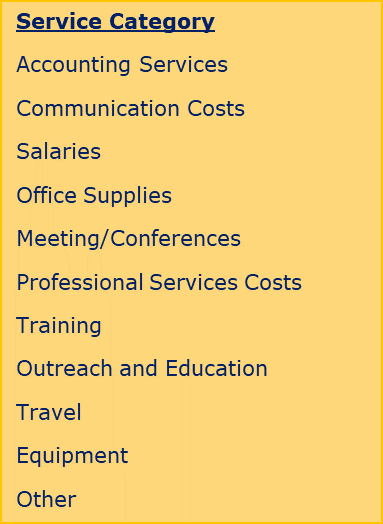 Service Category
Accounting Services
Communication Costs
Salaries
Office Supplies
Meeting/Conferences
Professional Services Costs
Training
Outreach and Education
Travel
Equipment
Other